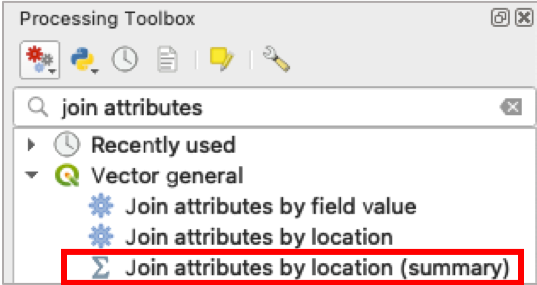 Processing Toolbox
join attributes
Recently used
Vector general
Join attributes by field value
Join attributes by location
Join attributes by location (summary)